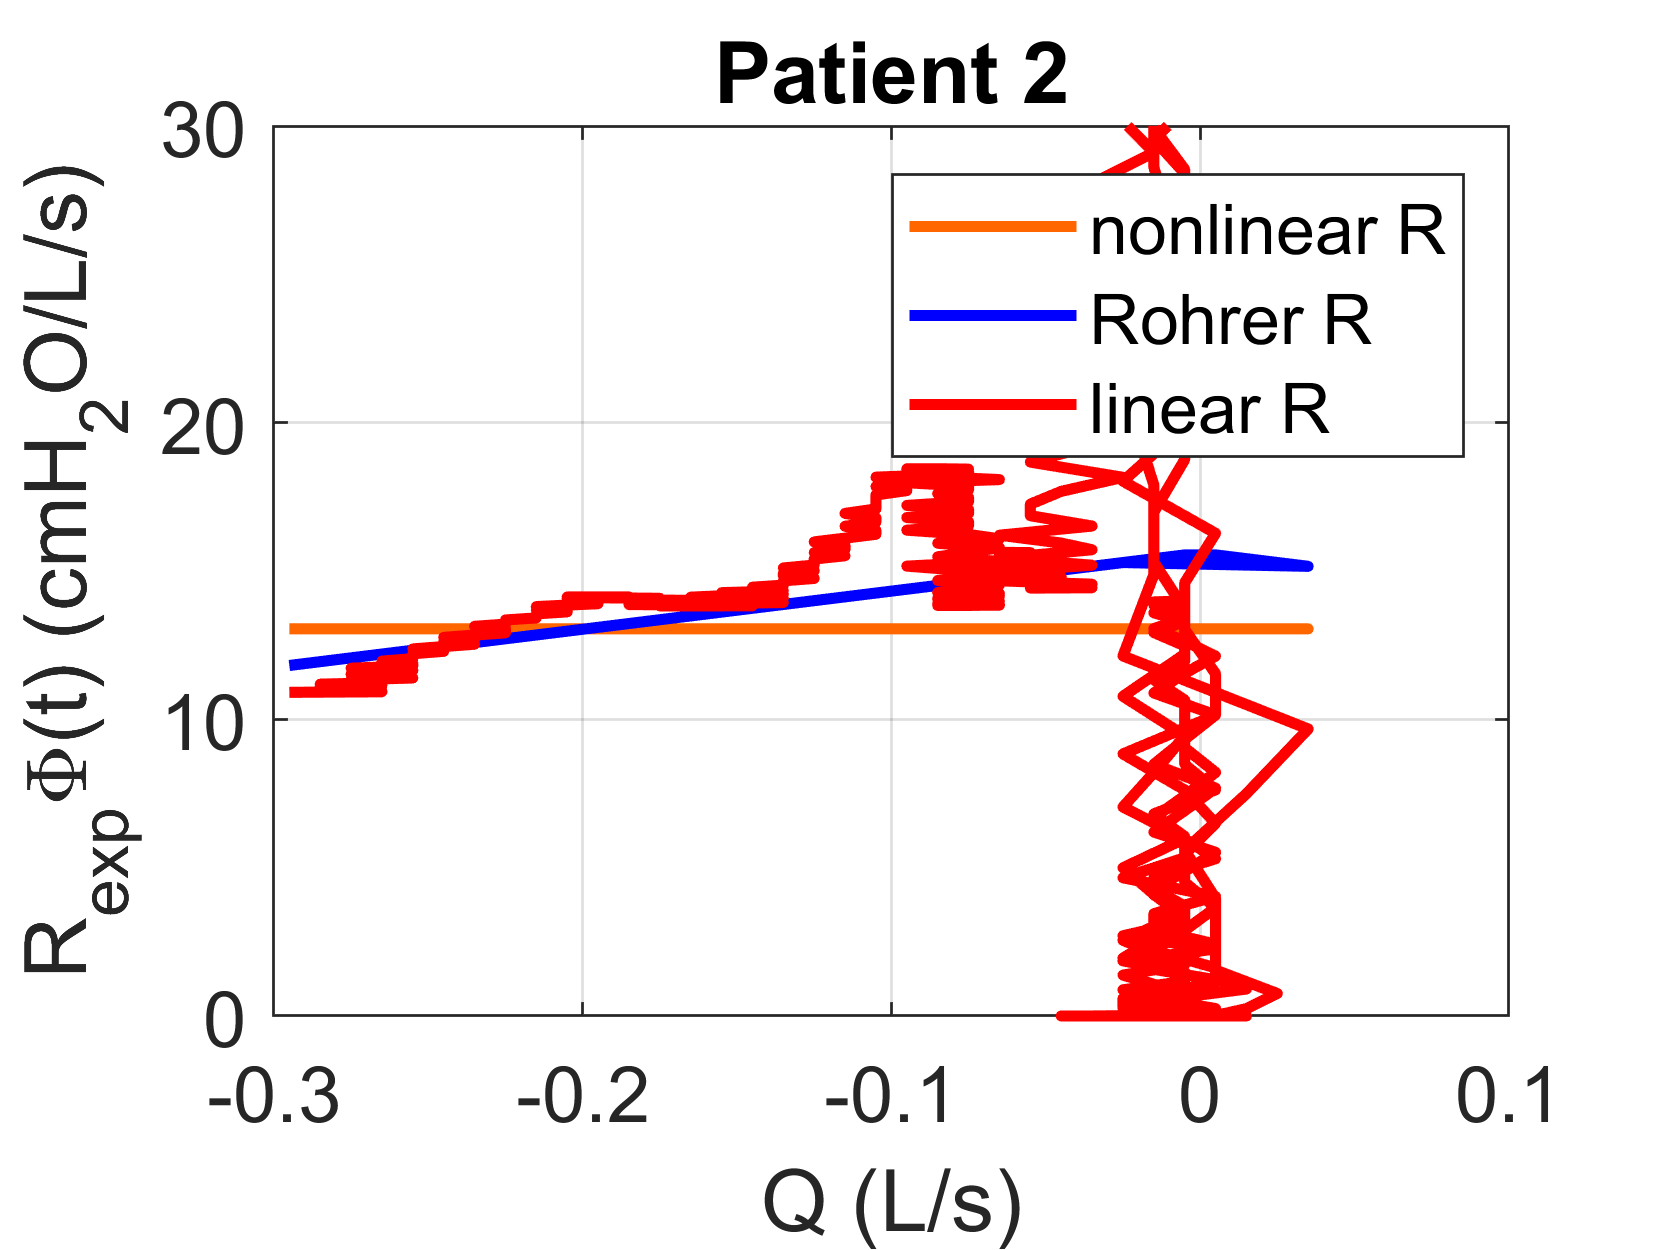 Patient 2
30
20
10
0
R_expΦ(t) (cmH_2O/L/s)
nonlinear R
Rohrer R
linear R
-0.3 -0.2 -0.1 0 0.1
Q (L/s)